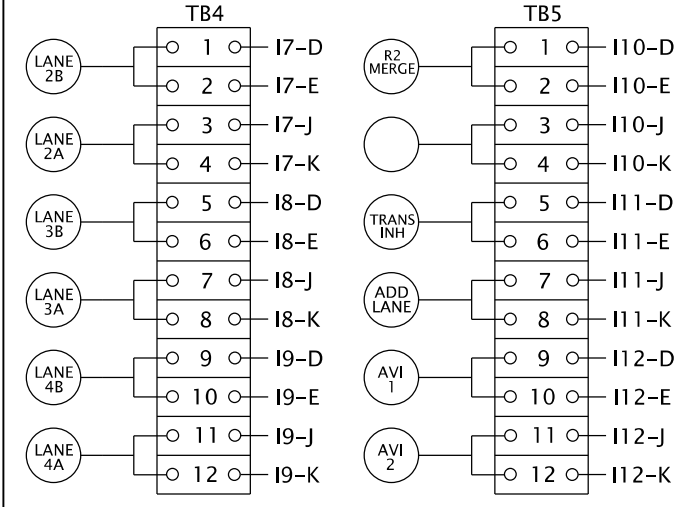 TB4
LANE
2B
1 I7-D
2 I7-E
LANE
2A
3 I7-J
4 I7-K
LANE
3B
5 I8-D
6 I8-E
LANE
3A
7 I8-J
8 I8-K
LANE
4B
9 I9-D
10 I9-E
LANE
4A
11 I9-J
12 I9-K
TB5
R2
MERGE
1 I10-D
2 I10-E
3 I10-J
4 I10-K
TRANS
INH
5 I11-D
6 I11-E
ADD
LANE
7 I11-J
8 I11-K
AVI
1
9 I12-D
10 I12-E
AVI
2
11 I12-J
12 I12-K